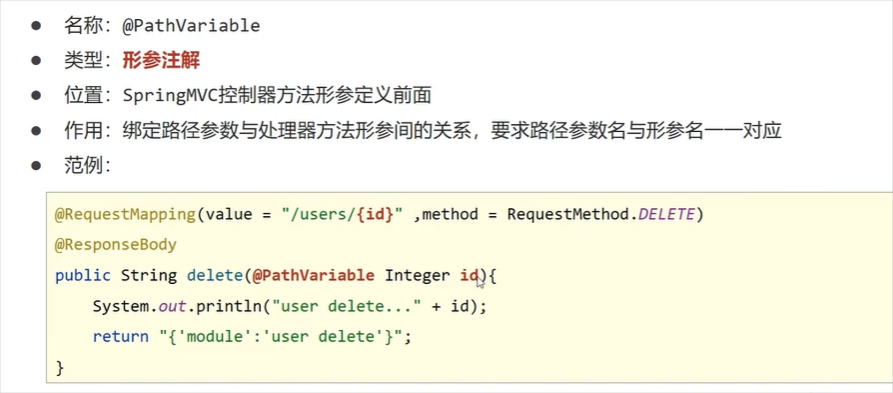 ● 名称：@PathVariable
● 类型：形参注解
● 位置：SpringMVC控制器方法形参定义前面
● 作用：绑定路径参数与处理器方法形参间的关系，要求路径参数名与形参名一一对应
● 范例：
@RequestMapping(value = "/users/{id}" ,method = RequestMethod.DELETE)
@ResponseBody
public String delete(@PathVariable Integer id){
    System.out.println("user delete..." + id);
    return "{'module':'user delete'}";
}